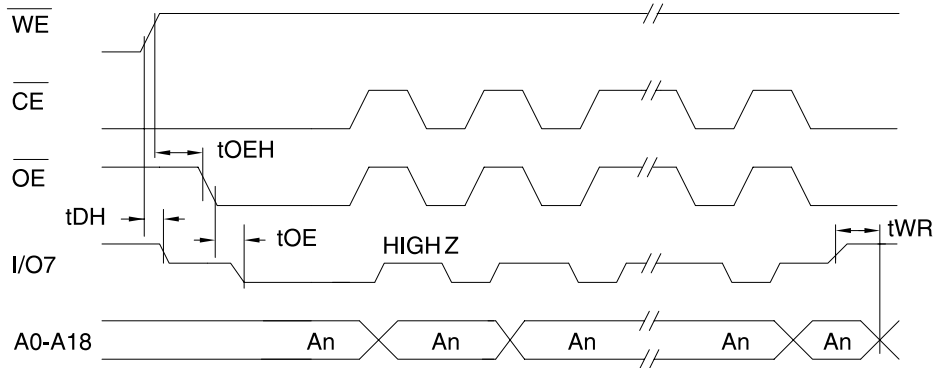 WE
CE
tOEH
OE
tDH
tOE
tWR
HIGH Z
I/O7
A0-A18
An
An
An
An
An